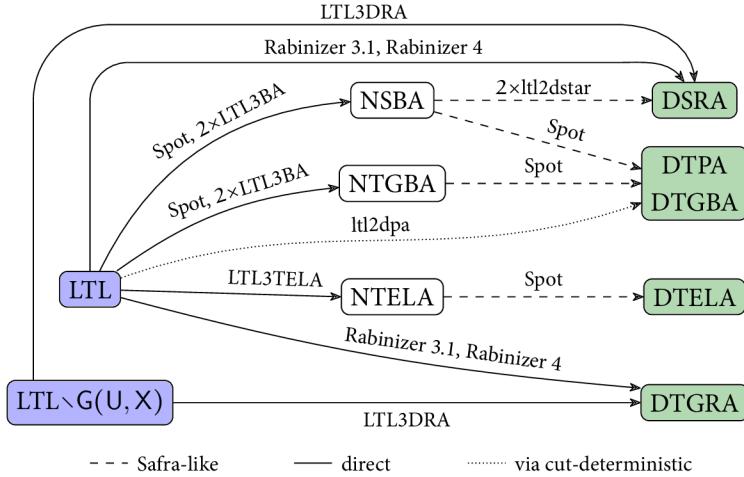 LTL3DRA
Rabinizer 3.1, Rabinizer 4
Spot, 2×LTL3BA
NSBA
2×ltl2dstar
DSRA
Spot
Spot, 2×LTL3BA
NTGBA
Spot
DTPA
DTGBA
ltl2dpa
LTL
LTL3TELA
NTELA
Spot
DTELA
Rabinizer 3.1, Rabinizer 4
LTL∖G(U, X)
LTL3DRA
DTGRA
Safra-like
direct
via cut-deterministic